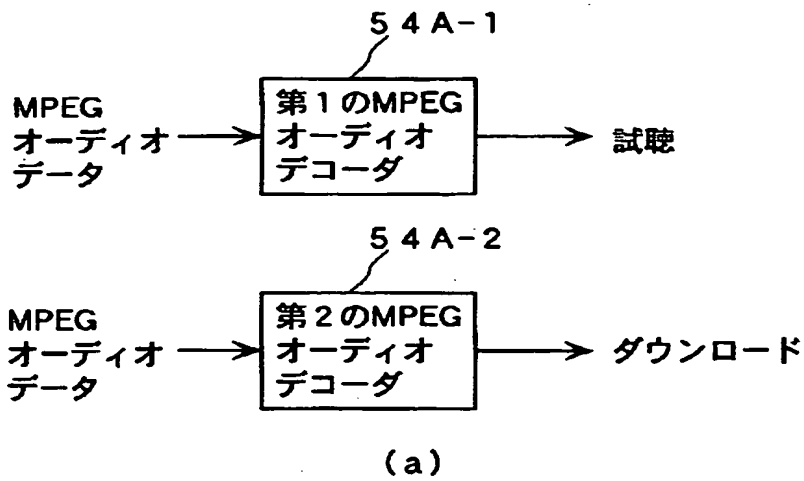 54A-1
MPEG
オーディオ
データ
第1のMPEG
オーディオ
デコーダ
試聴
54A-2
MPEG
オーディオ
データ
第2のMPEG
オーディオ
デコーダ
ダウンロード
(a)